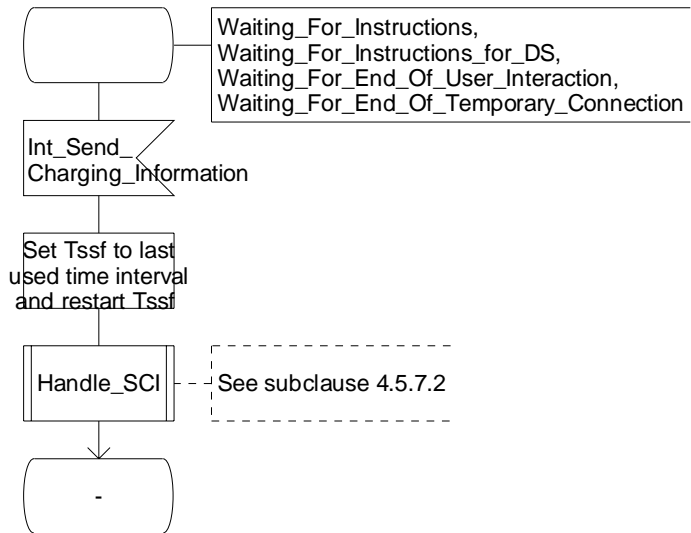 Waiting_For_Instructions,
Waiting_For_Instructions_for_DS,
Waiting_For_End_Of_User_Interaction,
Waiting_For_End_Of_Temporary_Connection
Int_Send_
Charging_Information
Set Tssf to last
used time interval
and restart Tssf
Handle_SCI
See subclause 4.5.7.2
-